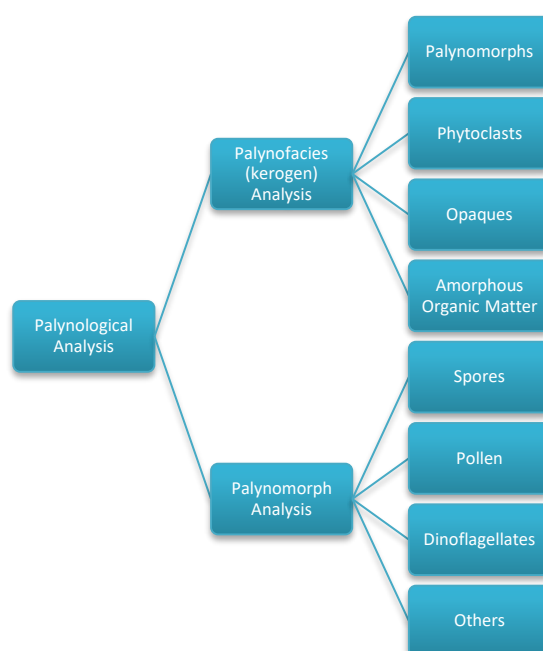 Palynological
Analysis
Palynofacies
(kerogen)
Analysis
Palynomorphs
Phytoclasts
Opaques
Amorphous
Organic Matter
Palynomorph
Analysis
Spores
Pollen
Dinoflagellates
Others